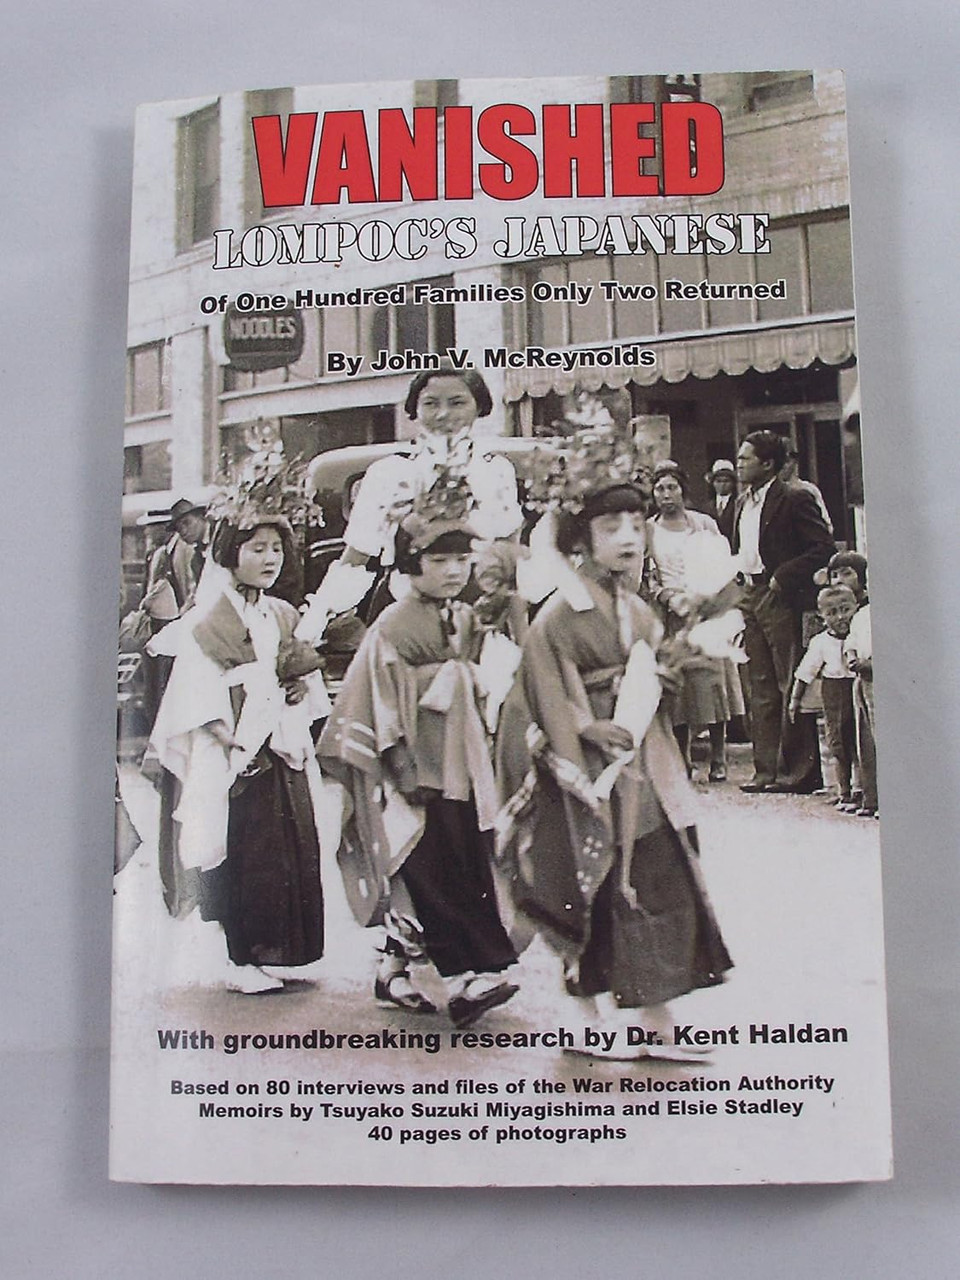 VANISHED
LOMPOC'S JAPANESE
Of One Hundred Families Only Two Returned
NOODLES
By John V. McReynolds
With groundbreaking research by Dr. Kent Haldan
Based on 80 interviews and files of the War Relocation Authority
Memoirs by Tsuyako Suzuki Miyagishima and Elsie Stadley
40 pages of photographs